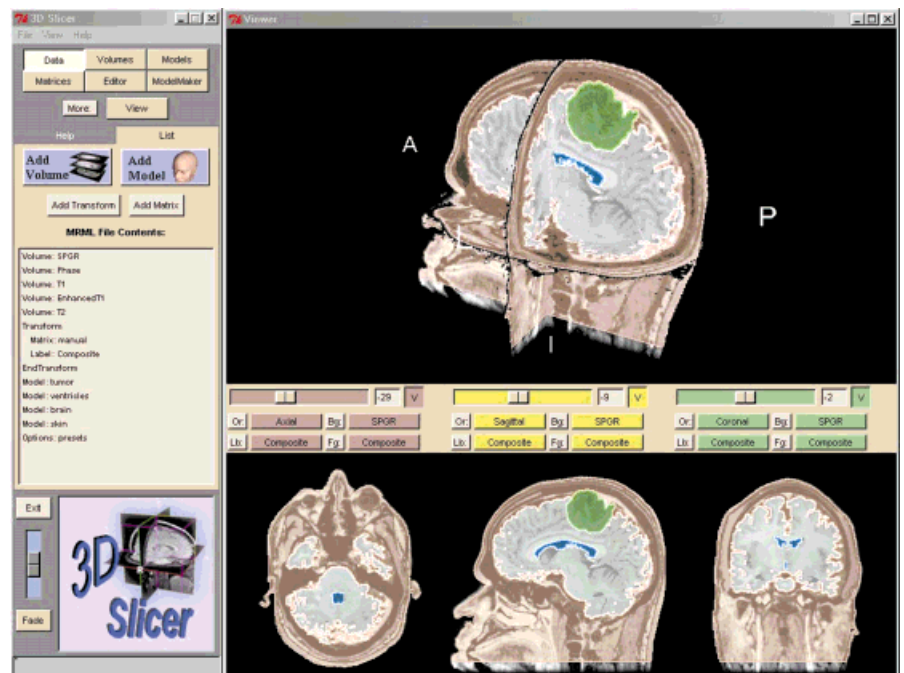 3D Slicer
File View Help
Data Volumes Models
Matrices Editor ModelMaker
More: View
Help List
Add Volume Add Model
Add Transform Add Matrix
MRML File Contents:
Volume: SPGR
Volume: Phase
Volume: T1
Volume: EnhancedT1
Volume: T2
Transform
Matrix: manual
Label: Composite
EndTransform
Model: tumor
Model: ventricles
Model: brain
Model: skin
Options: presets
Exit
Fade
3D Slicer
Viewer
A
P
L
I
-29 V -9 V -2 V
Or: Axial Bg: SPGR Or: Sagittal Bg: SPGR Or: Coronal Bg: SPGR
Lb: Composite Fg: Composite Lb: Composite Fg: Composite Lb: Composite Fg: Composite